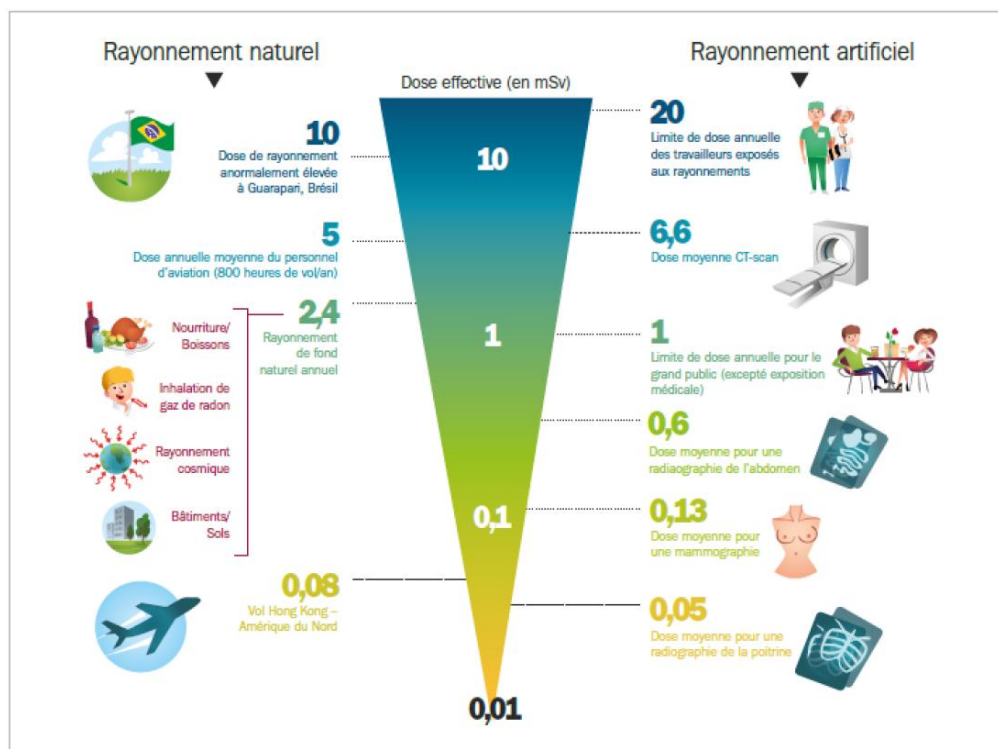 Rayonnement naturel
Rayonnement artificiel
Dose effective (en mSv)
10
Dose de rayonnement
anormalement élevée
à Guarapari, Brésil
5
Dose annuelle moyenne du personnel
d'aviation (800 heures de vol/an)
2,4
Rayonnement
de fond
naturel annuel
Nourriture/
Boissons
Inhalation de
gaz de radon
Rayonnement
cosmique
Bâtiments/
Sols
0,08
Vol Hong Kong –
Amérique du Nord
10
1
0,1
0,01
20
Limite de dose annuelle
des travailleurs exposés
aux rayonnements
6,6
Dose moyenne CT-scan
1
Limite de dose annuelle pour le
grand public (excepté exposition
médicale)
0,6
Dose moyenne pour une
radiaographie de l'abdomen
0,13
Dose moyenne pour
une mammographie
0,05
Dose moyenne pour une
radiographie de la poitrine